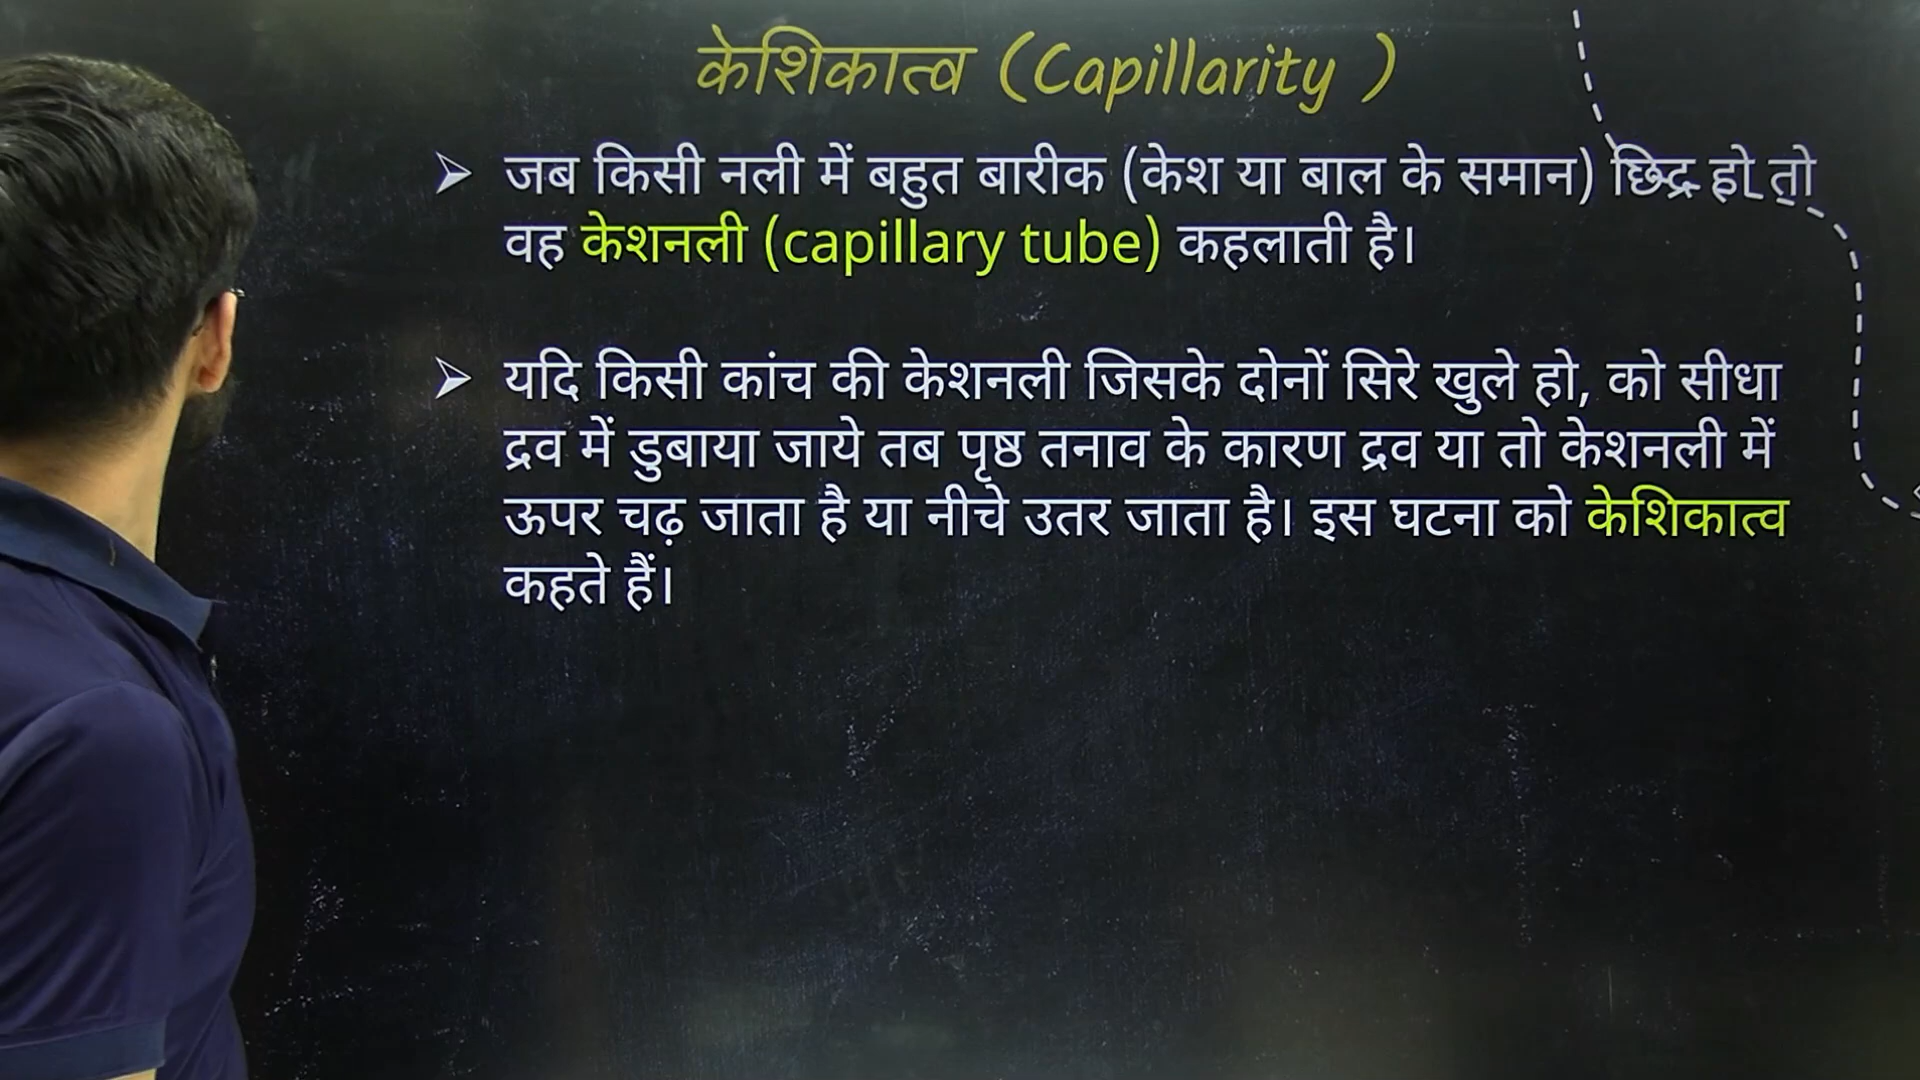 केशिकात्व (Capillarity )
➢ जब किसी नली में बहुत बारीक (केश या बाल के समान) छिद्र हो तो
वह केशनली (capillary tube) कहलाती है।
➢ यदि किसी कांच की केशनली जिसके दोनों सिरे खुले हो, को सीधा
द्रव में डुबाया जाये तब पृष्ठ तनाव के कारण द्रव या तो केशनली में
ऊपर चढ़ जाता है या नीचे उतर जाता है। इस घटना को केशिकात्व
कहते हैं।